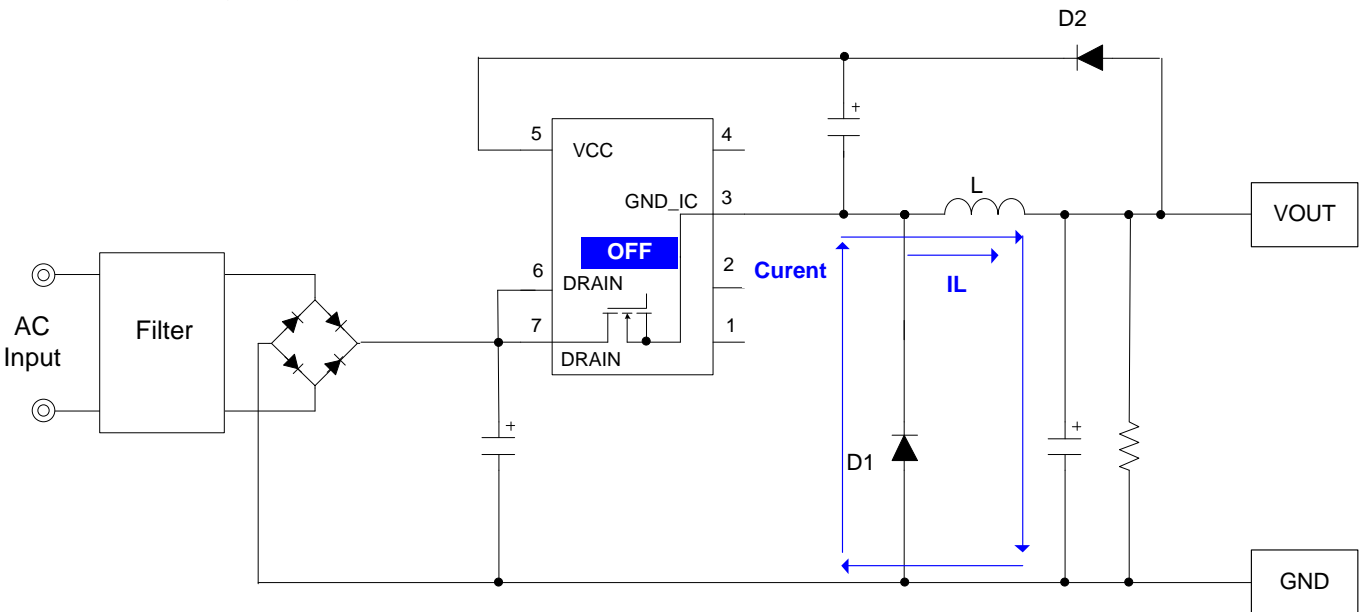 D2
5
4
VCC
GND_IC
3
L
VOUT
OFF
6
2
Curent
IL
DRAIN
AC
Input
Filter
7
1
DRAIN
D1
GND
+
+
+